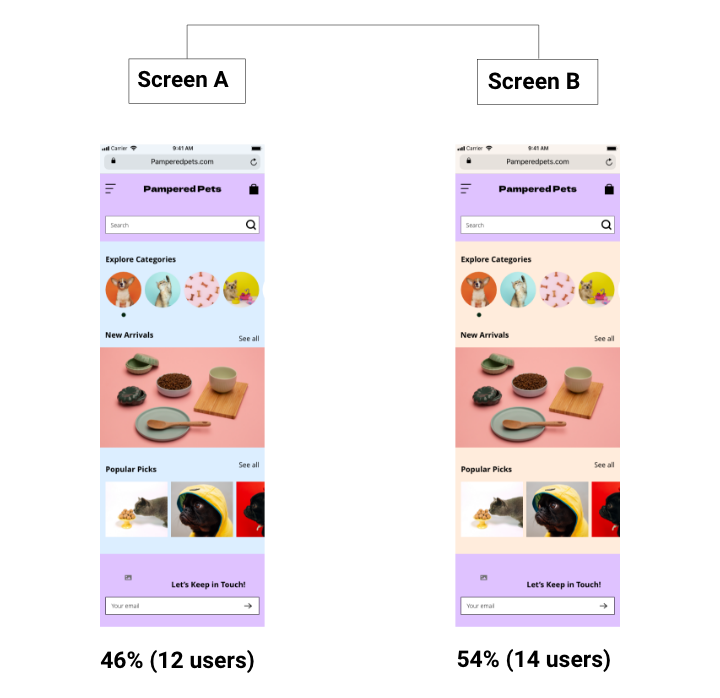 Screen A
Screen B
Carrier
9:41 AM
Pamperedpets.com
Pampered Pets
Search
Explore Categories
New Arrivals
See all
Popular Picks
See all
Let's Keep in Touch!
Your email
46% (12 users)
Carrier
9:41 AM
Pamperedpets.com
Pampered Pets
Search
Explore Categories
New Arrivals
See all
Popular Picks
See all
Let's Keep in Touch!
Your email
54% (14 users)